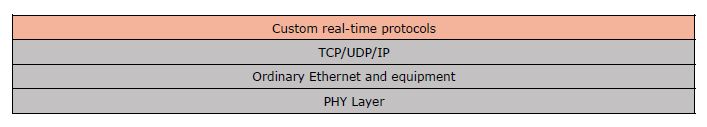 Custom real-time protocols
TCP/UDP/IP
Ordinary Ethernet and equipment
PHY Layer